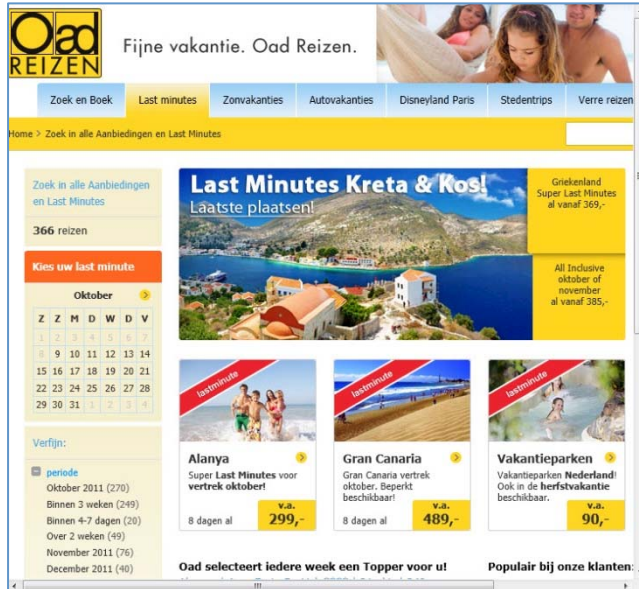 Oad
REIZEN
Fijne vakantie. Oad Reizen.
Zoek en Boek
Last minutes
Zonvakanties
Autovakanties
Disneyland Paris
Stedentrips
Verre reizen
Home > Zoek in alle Aanbiedingen en Last Minutes
Zoek in alle Aanbiedingen
en Last Minutes
366 reizen
Kies uw last minute
Oktober
Z Z M D W D V
1 2 3 4 5 6 7
8 9 10 11 12 13 14
15 16 17 18 19 20 21
22 23 24 25 26 27 28
29 30 31 1 2 3 4
Verfijn:
periode
Oktober 2011 (270)
Binnen 3 weken (249)
Binnen 4-7 dagen (20)
Over 2 weken (49)
November 2011 (76)
December 2011 (40)
Last Minutes Kreta & Kos!
Laatste plaatsen!
Griekenland
Super Last Minutes
al vanaf 369,-
All Inclusive
oktober of
november
al vanaf 385,-
lastminute
Alanya
Super Last Minutes voor
vertrek oktober!
8 dagen al
v.a.
299,-
lastminute
Gran Canaria
Gran Canaria vertrek
oktober. Beperkt
beschikbaar!
8 dagen al
v.a.
489,-
lastminute
Vakantieparken
Vakantieparken Nederland!
Ook in de herfstvakantie
beschikbaar.
v.a.
90,-
Oad selecteert iedere week een Topper voor u!
Populair bij onze klanten: